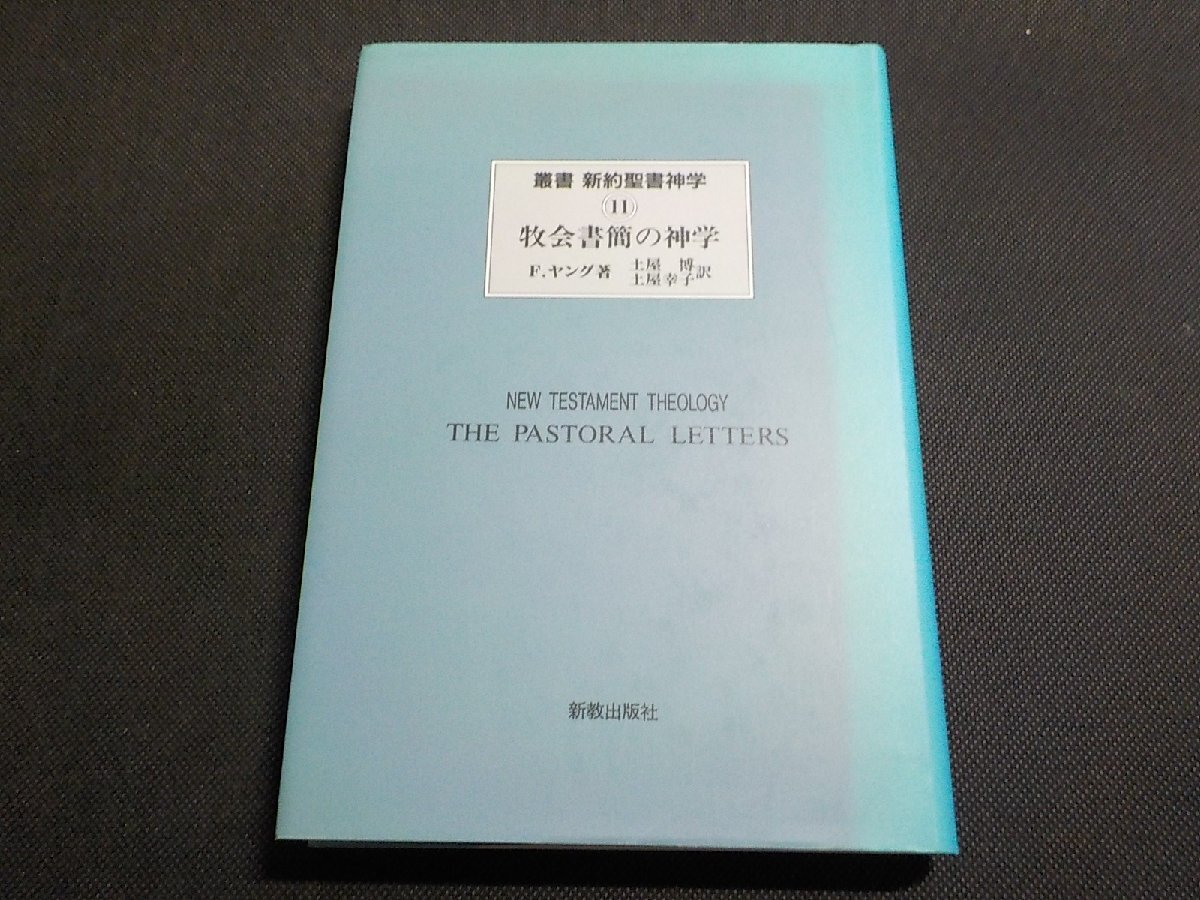 叢書 新約聖書神学
⑪
牧会書簡の神学
F.ヤング著 土屋 博 土屋幸子 訳
NEW TESTAMENT THEOLOGY
THE PASTORAL LETTERS
新教出版社